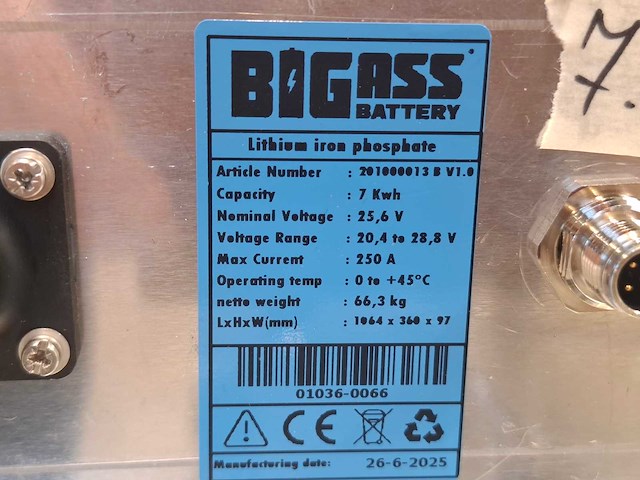 BIGASS
BATTERY
Lithium iron phosphate
Article Number : 201000013 B V1.0
Capacity : 7 Kwh
Nominal Voltage : 25,6 V
Voltage Range : 20,4 to 28,8 V
Max Current : 250 A
Operating temp : 0 to +45°C
netto weight : 66,3 kg
LxHxW(mm) : 1064 x 360 x 97
01036-0066
CE
Manufacturing date: 26-6-2025
7.